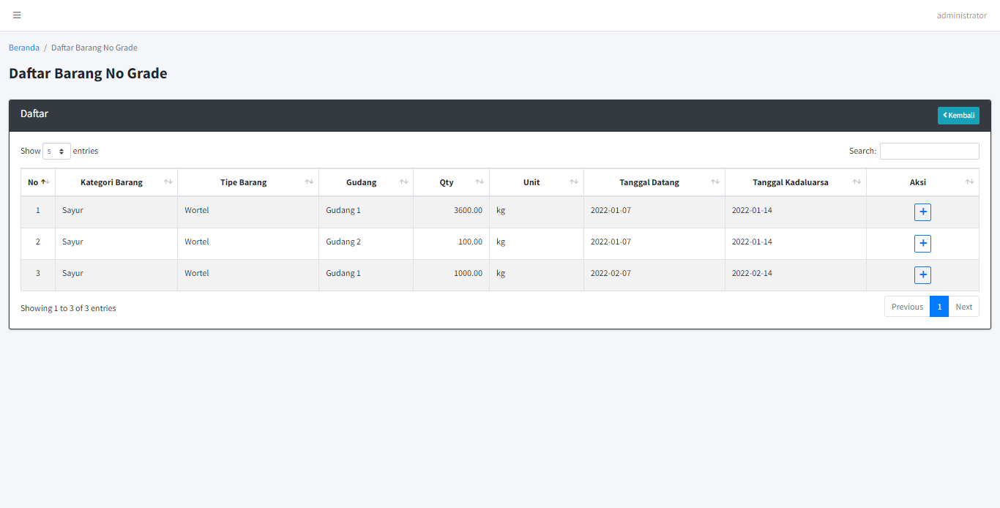 administrator
Beranda / Daftar Barang No Grade
Daftar Barang No Grade
Daftar Kembali
Show 5 entries Search:
No Kategori Barang Tipe Barang Gudang Qty Unit Tanggal Datang Tanggal Kadaluarsa Aksi
1 Sayur Wortel Gudang 1 3600.00 kg 2022-01-07 2022-01-14 +
2 Sayur Wortel Gudang 2 100.00 kg 2022-01-07 2022-01-14 +
3 Sayur Wortel Gudang 1 1000.00 kg 2022-02-07 2022-02-14 +
Showing 1 to 3 of 3 entries Previous 1 Next